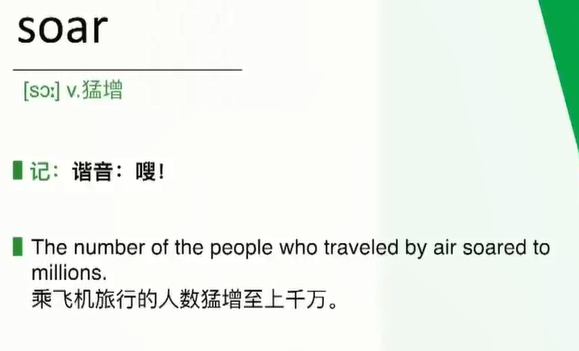 soar
[sɔː] v.猛增
记：谐音：嗖！
The number of the people who traveled by air soared to
millions.
乘飞机旅行的人数猛增至上千万。